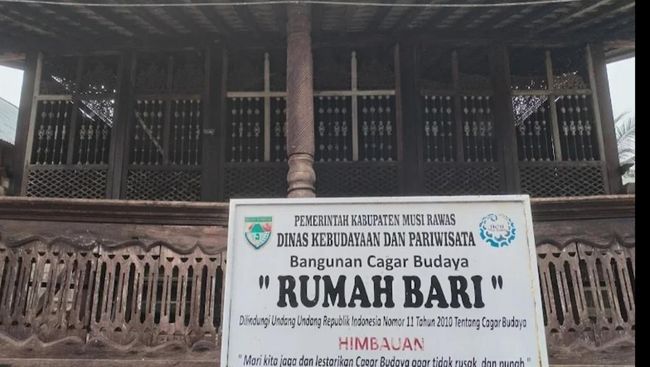 PEMERINTAH KABUPATEN MUSI RAWAS
DINAS KEBUDAYAAN DAN PARIWISATA
Bangunan Cagar Budaya
" RUMAH BARI "
Dilindungi Undang Undang Republik Indonesia Nomor 11 Tahun 2010 Tentang Cagar Budaya
HIMBAUAN
" Mari kita jaga dan lestarikan Cagar Budaya agar tidak rusak dan punah "